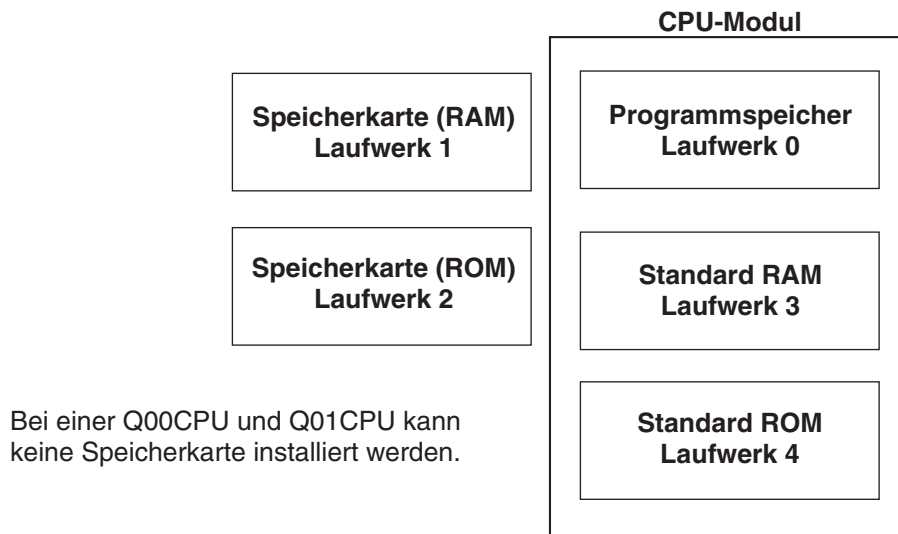 CPU-Modul
Speicherkarte (RAM)
Laufwerk 1
Programmspeicher
Laufwerk 0
Speicherkarte (ROM)
Laufwerk 2
Standard RAM
Laufwerk 3
Bei einer Q00CPU und Q01CPU kann
keine Speicherkarte installiert werden.
Standard ROM
Laufwerk 4